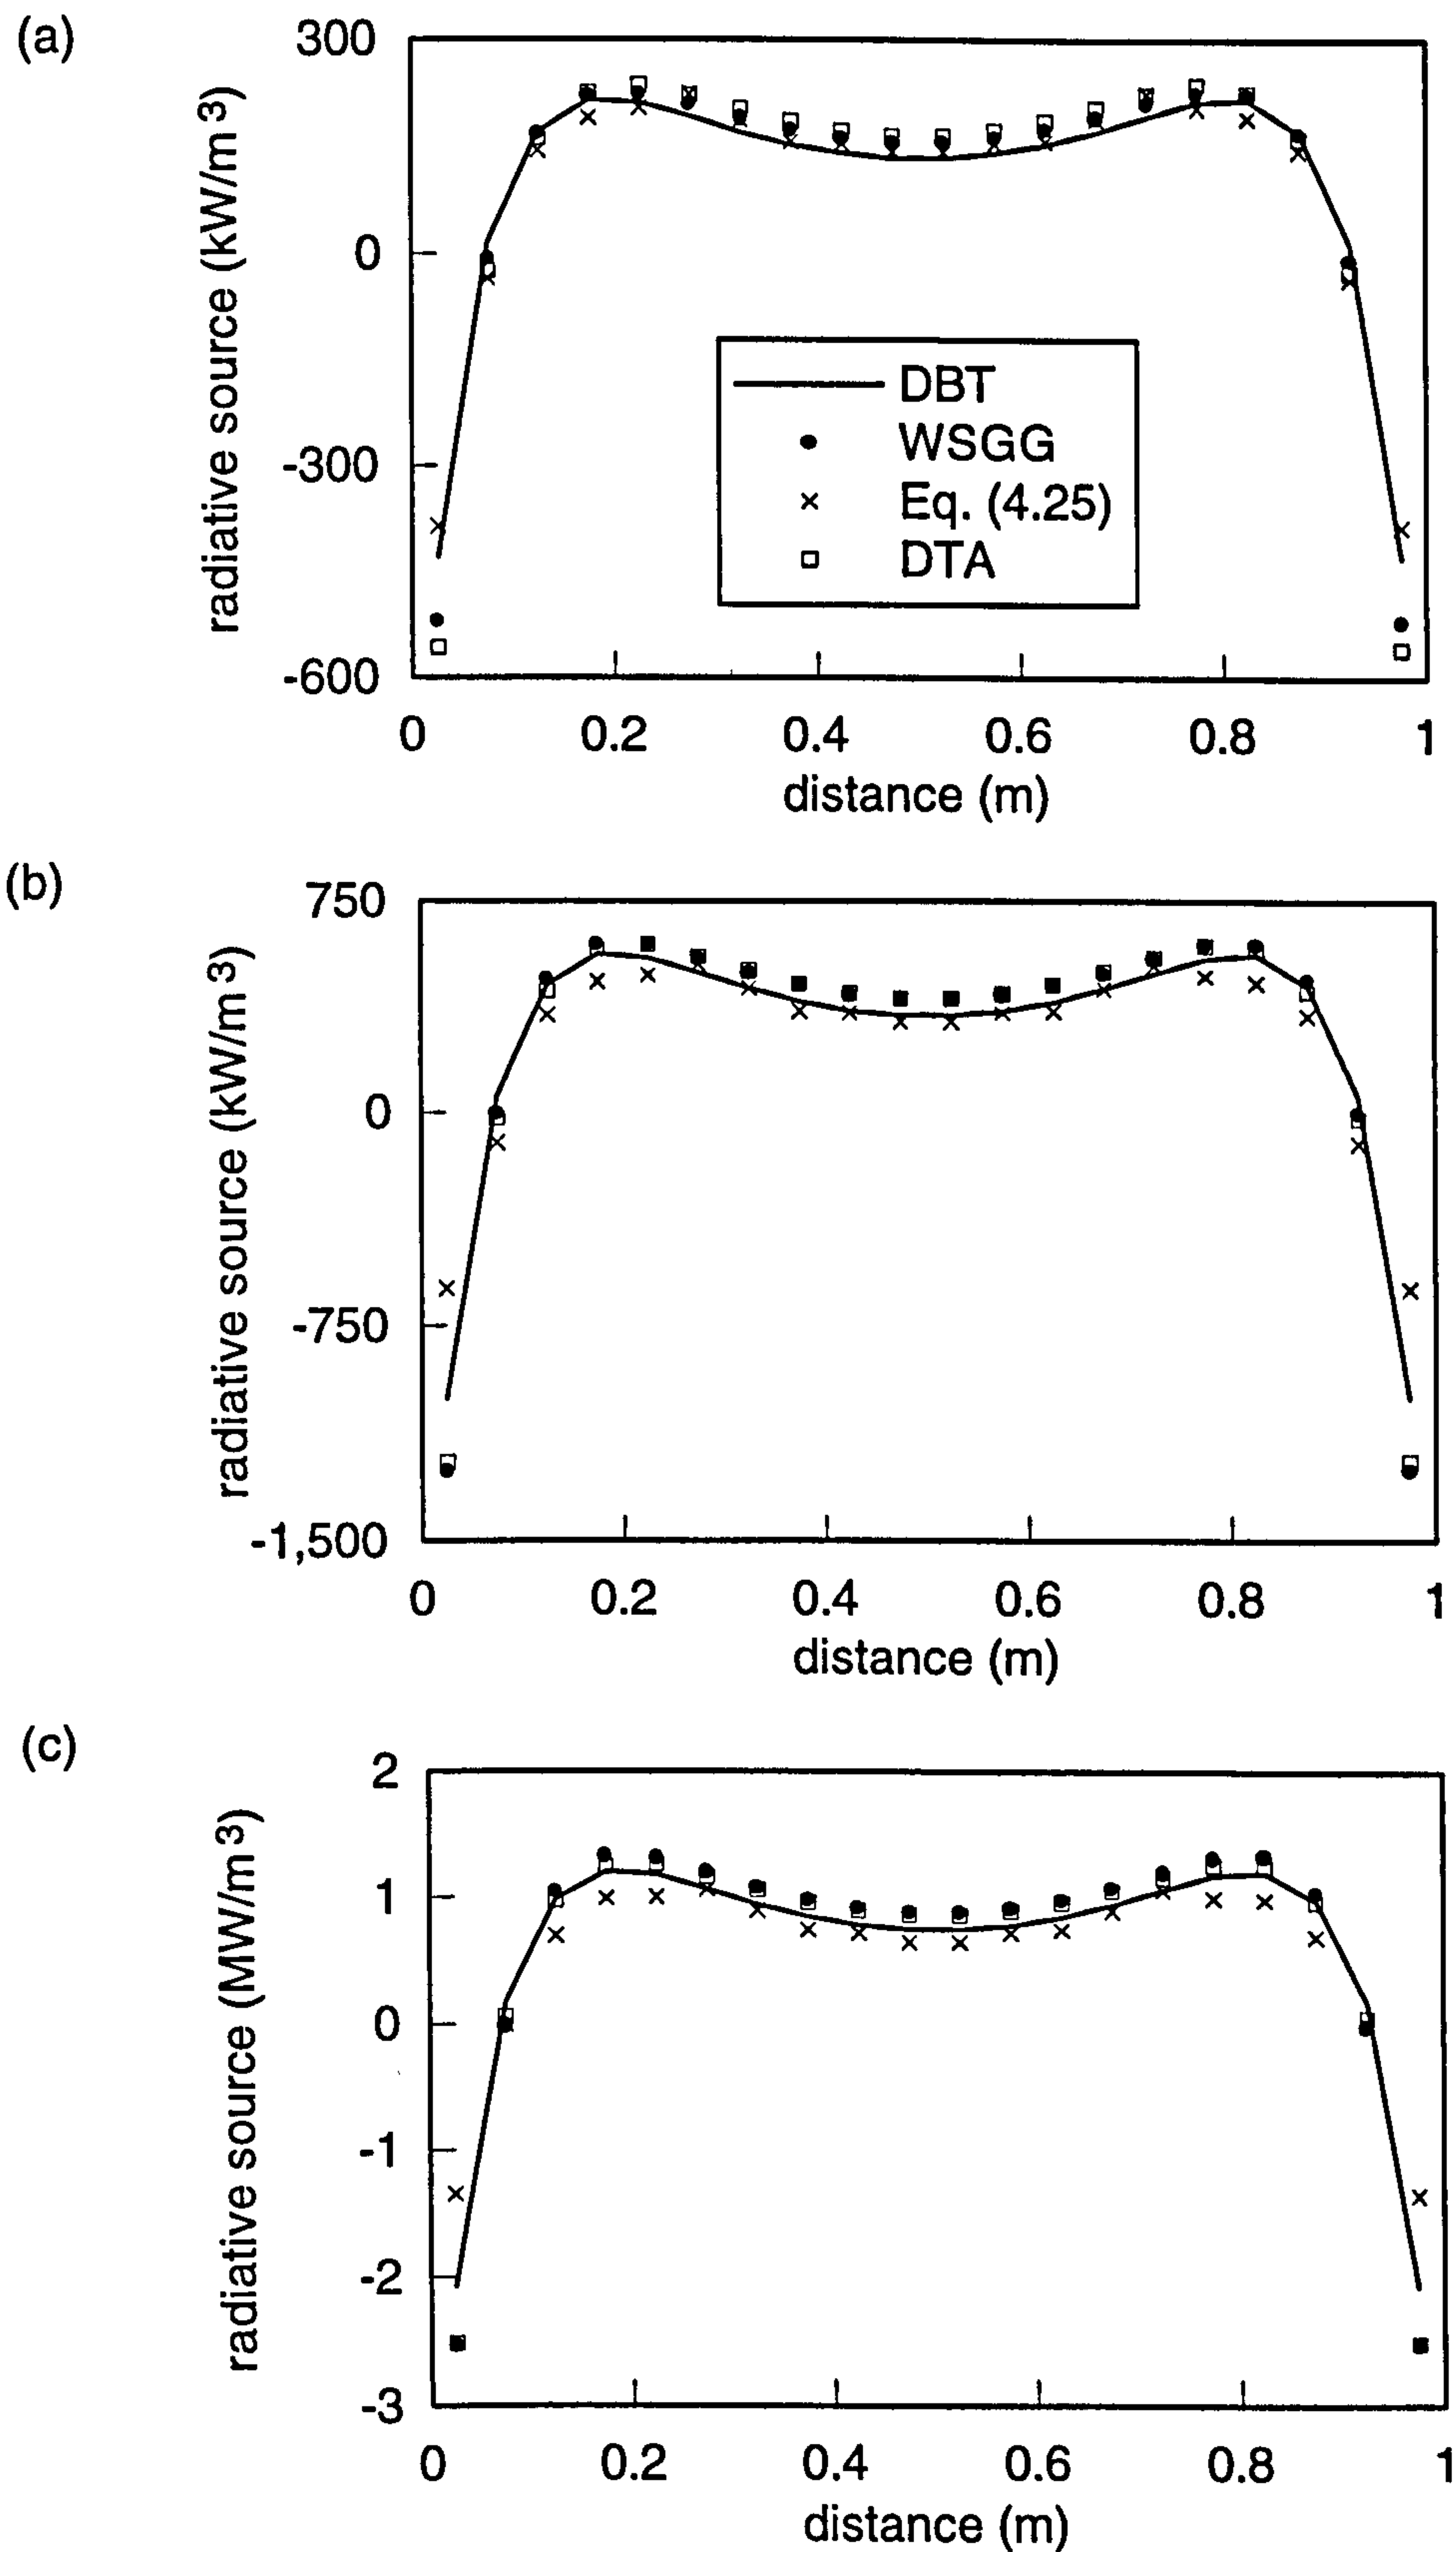 (a)
radiative source (kW/m³)
300
0
-300
-600
DBT
WSGG
Eq. (4.25)
DTA
0 0.2 0.4 0.6 0.8 1
distance (m)
(b)
radiative source (kW/m³)
750
0
-750
-1,500
0 0.2 0.4 0.6 0.8 1
distance (m)
(c)
radiative source (MW/m³)
2
1
0
-1
-2
-3
0 0.2 0.4 0.6 0.8 1
distance (m)